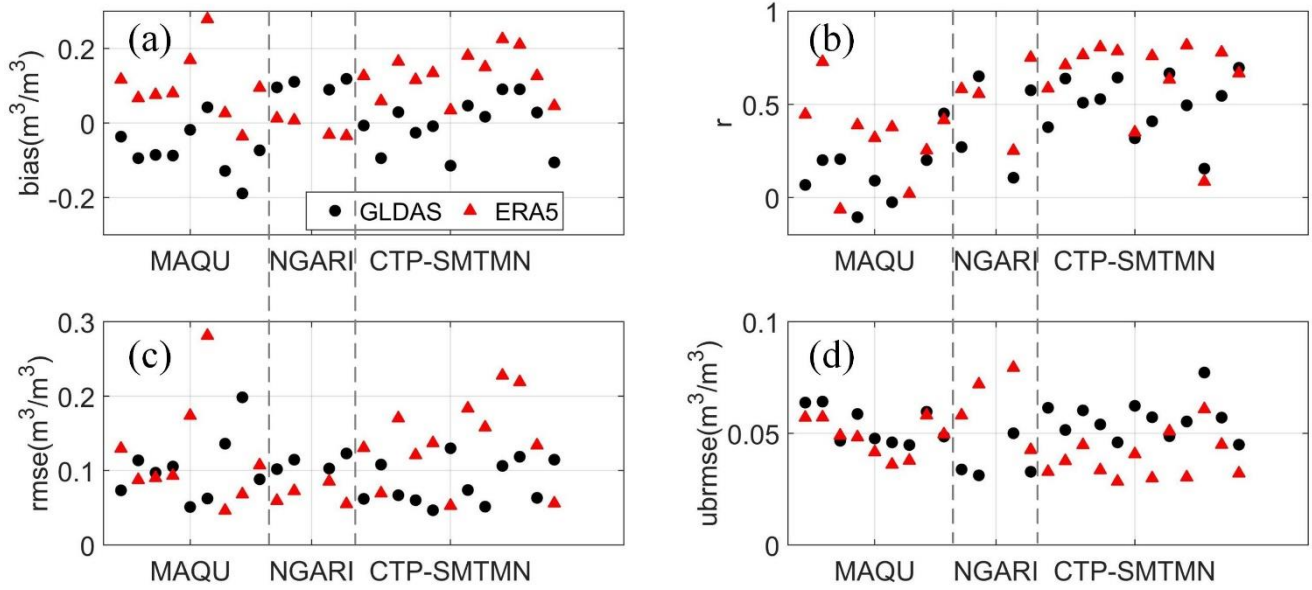 (a)
bias(m³/m³)
0.2
0
-0.2
GLDAS ERA5
MAQU NGARI CTP-SMTMN
(b)
r
1
0.5
0
MAQU NGARI CTP-SMTMN
(c)
rmse(m³/m³)
0.3
0.2
0.1
0
MAQU NGARI CTP-SMTMN
(d)
ubrmse(m³/m³)
0.1
0.05
0
MAQU NGARI CTP-SMTMN